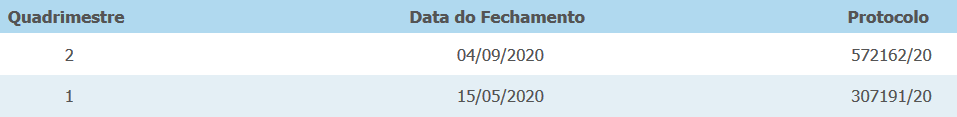 Quadrimestre Data do Fechamento Protocolo
2 04/09/2020 572162/20
1 15/05/2020 307191/20